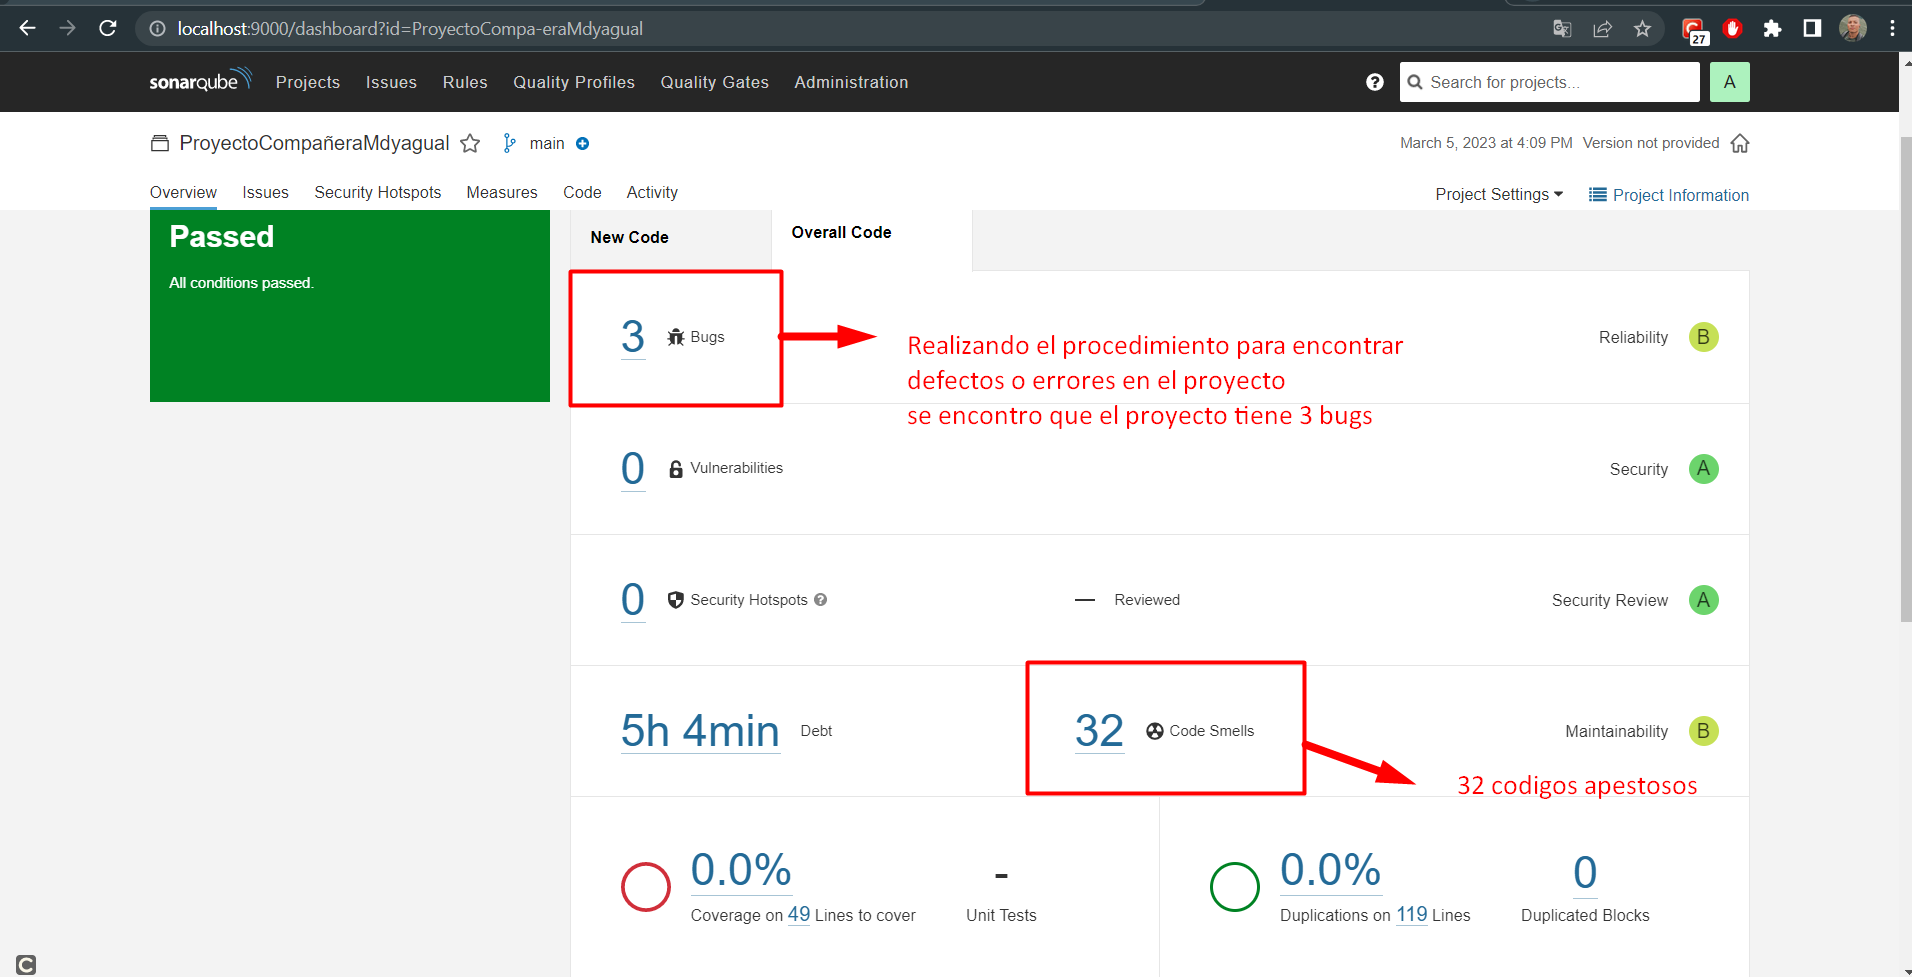 localhost:9000/dashboard?id=ProyectoCompa-eraMdyagual
27
sonarqube Projects Issues Rules Quality Profiles Quality Gates Administration
Search for projects...
A
ProyectoCompañeraMdyagual main
March 5, 2023 at 4:09 PM Version not provided
Overview Issues Security Hotspots Measures Code Activity
Project Settings Project Information
Passed
All conditions passed.
New Code
Overall Code
3 Bugs
Realizando el procedimiento para encontrar
defectos o errores en el proyecto
se encontro que el proyecto tiene 3 bugs
Reliability B
0 Vulnerabilities
Security A
0 Security Hotspots
— Reviewed
Security Review A
5h 4min Debt
32 Code Smells
Maintainability B
32 codigos apestosos
0.0%
Coverage on 49 Lines to cover
-
Unit Tests
0.0%
Duplications on 119 Lines
0
Duplicated Blocks
C